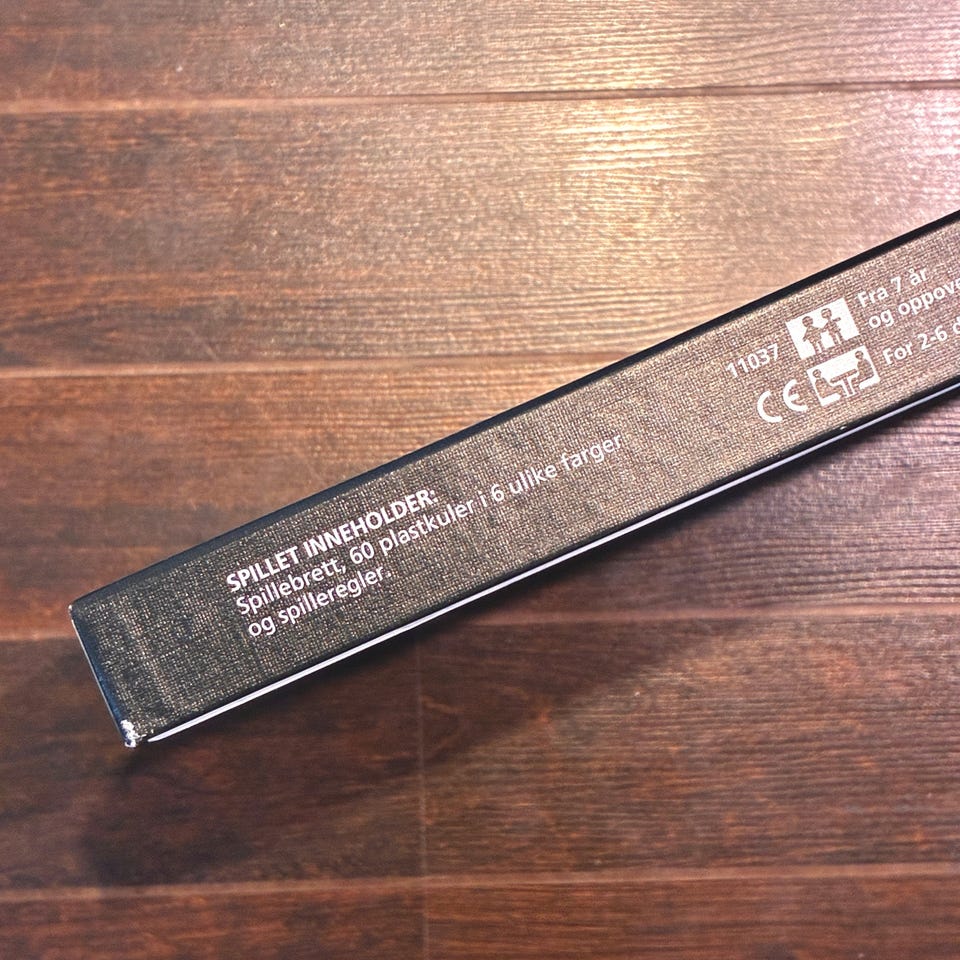 SPILLET INNEHOLDER:
Spillebrett, 60 plastkuler i 6 ulike farger
og spilleregler.
11037
Fra 7 år
og
CE
For 2-6